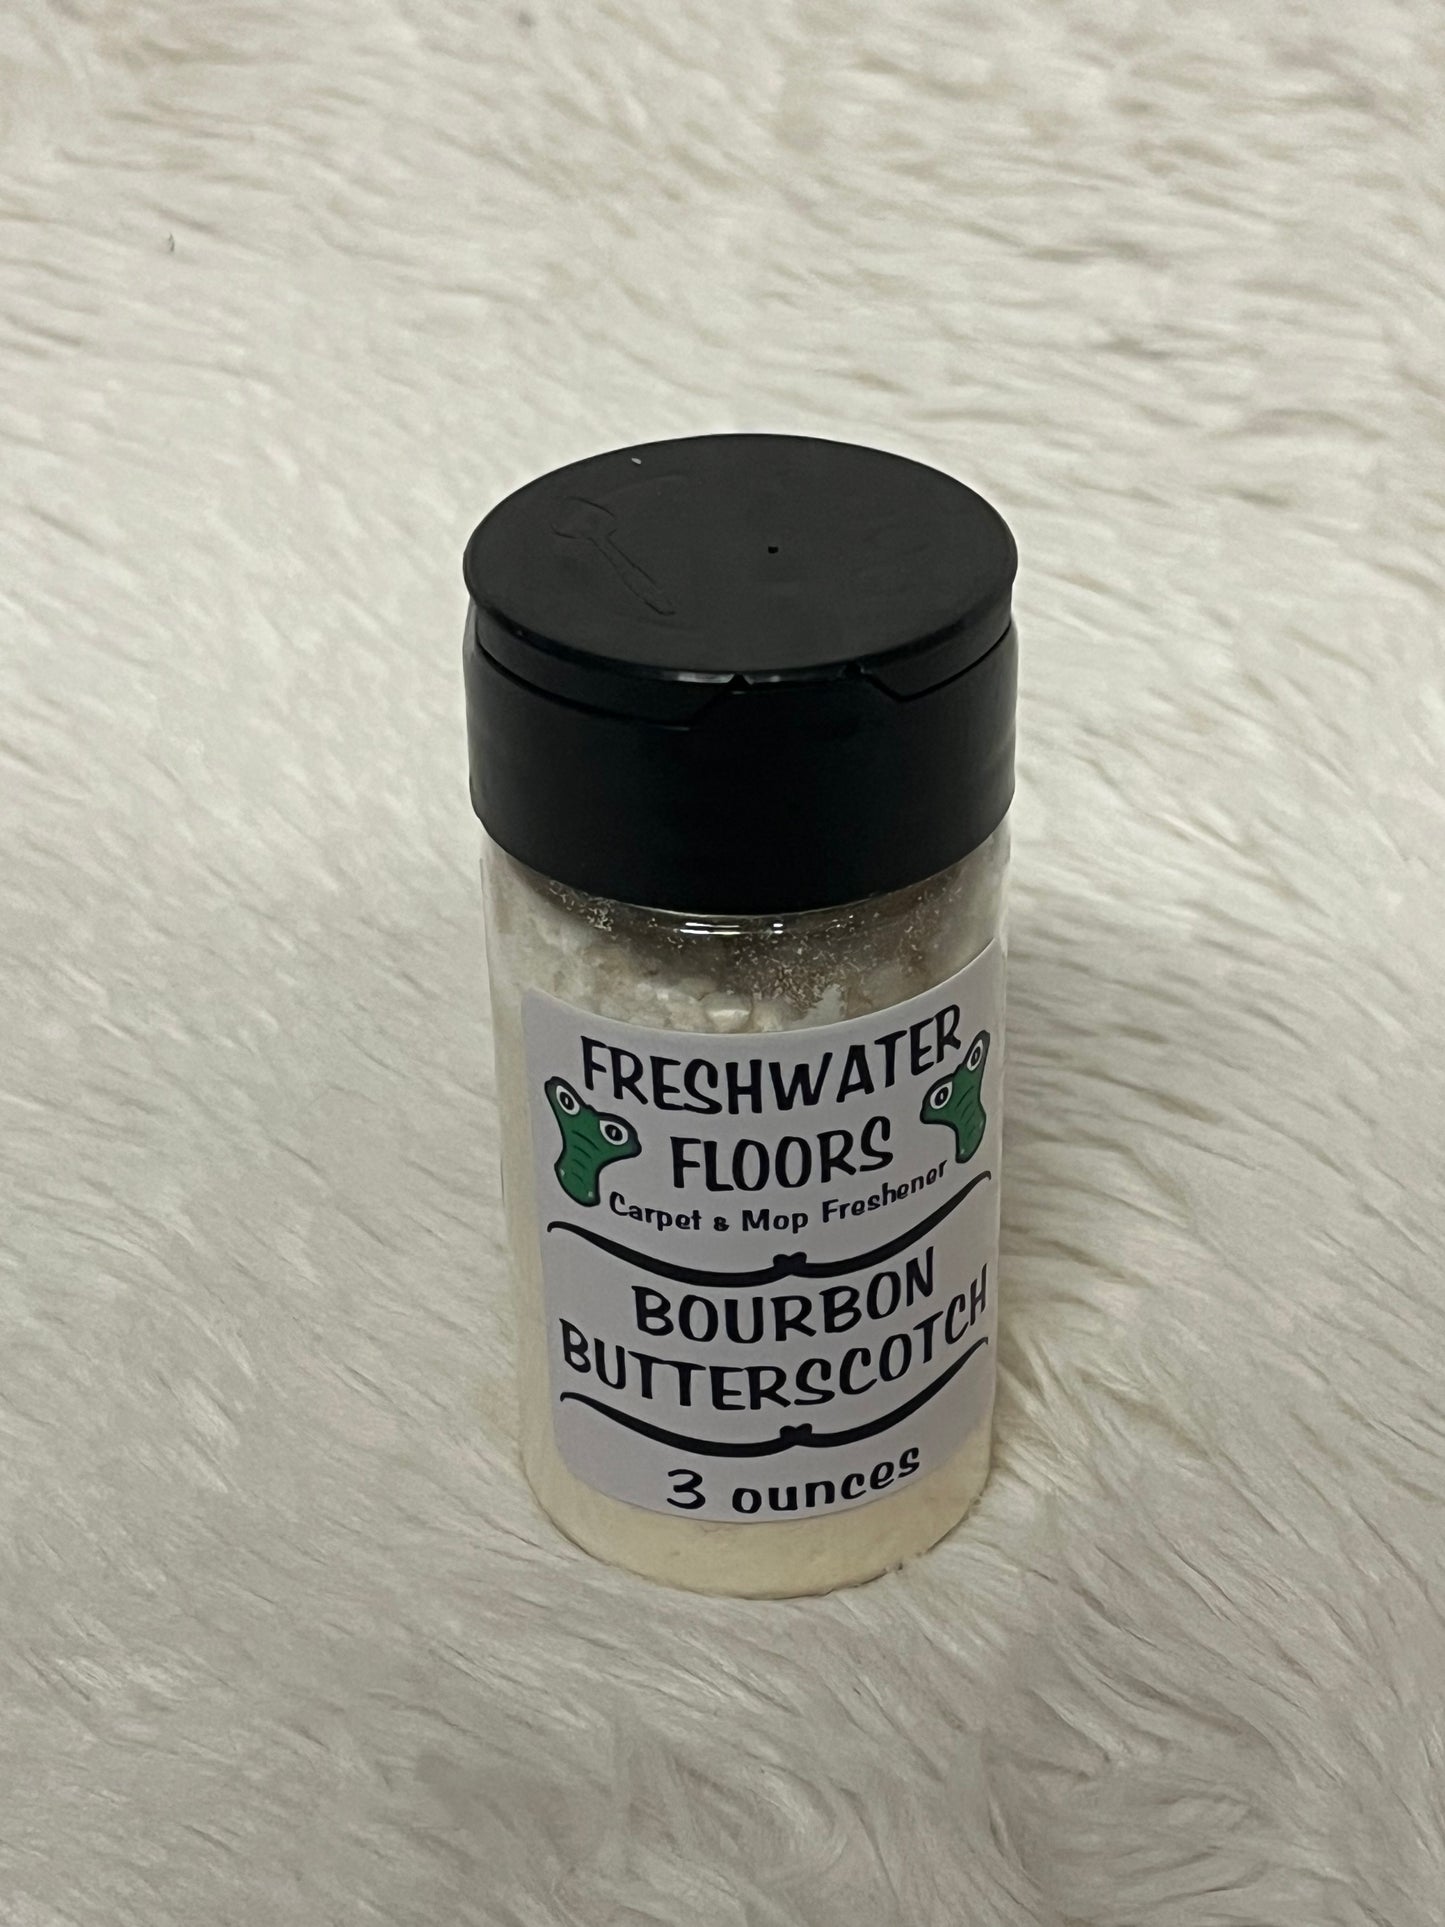 FRESHWATER
FLOORS
Carpet & Mop Freshener
BOURBON
BUTTERSCOTCH
3 ounces